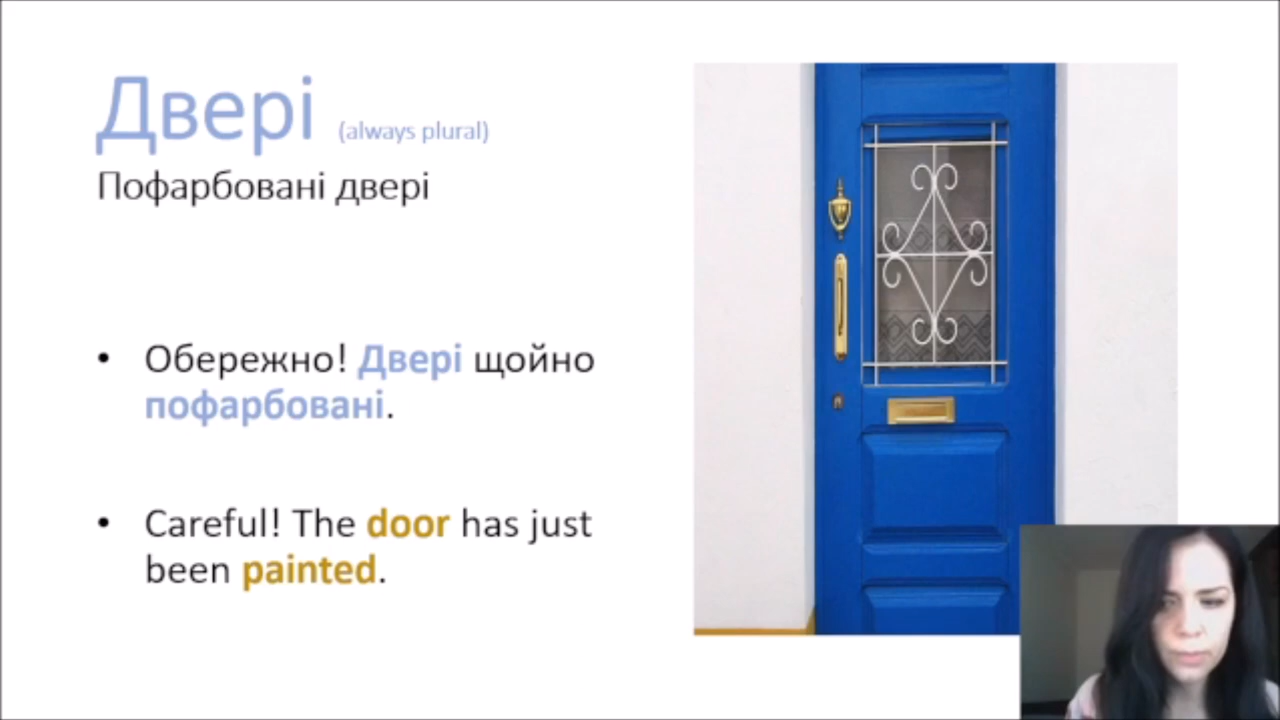 Двері (always plural)
Пофарбовані двері
• Обережно! Двері щойно
пофарбовані.
• Careful! The door has just
been painted.